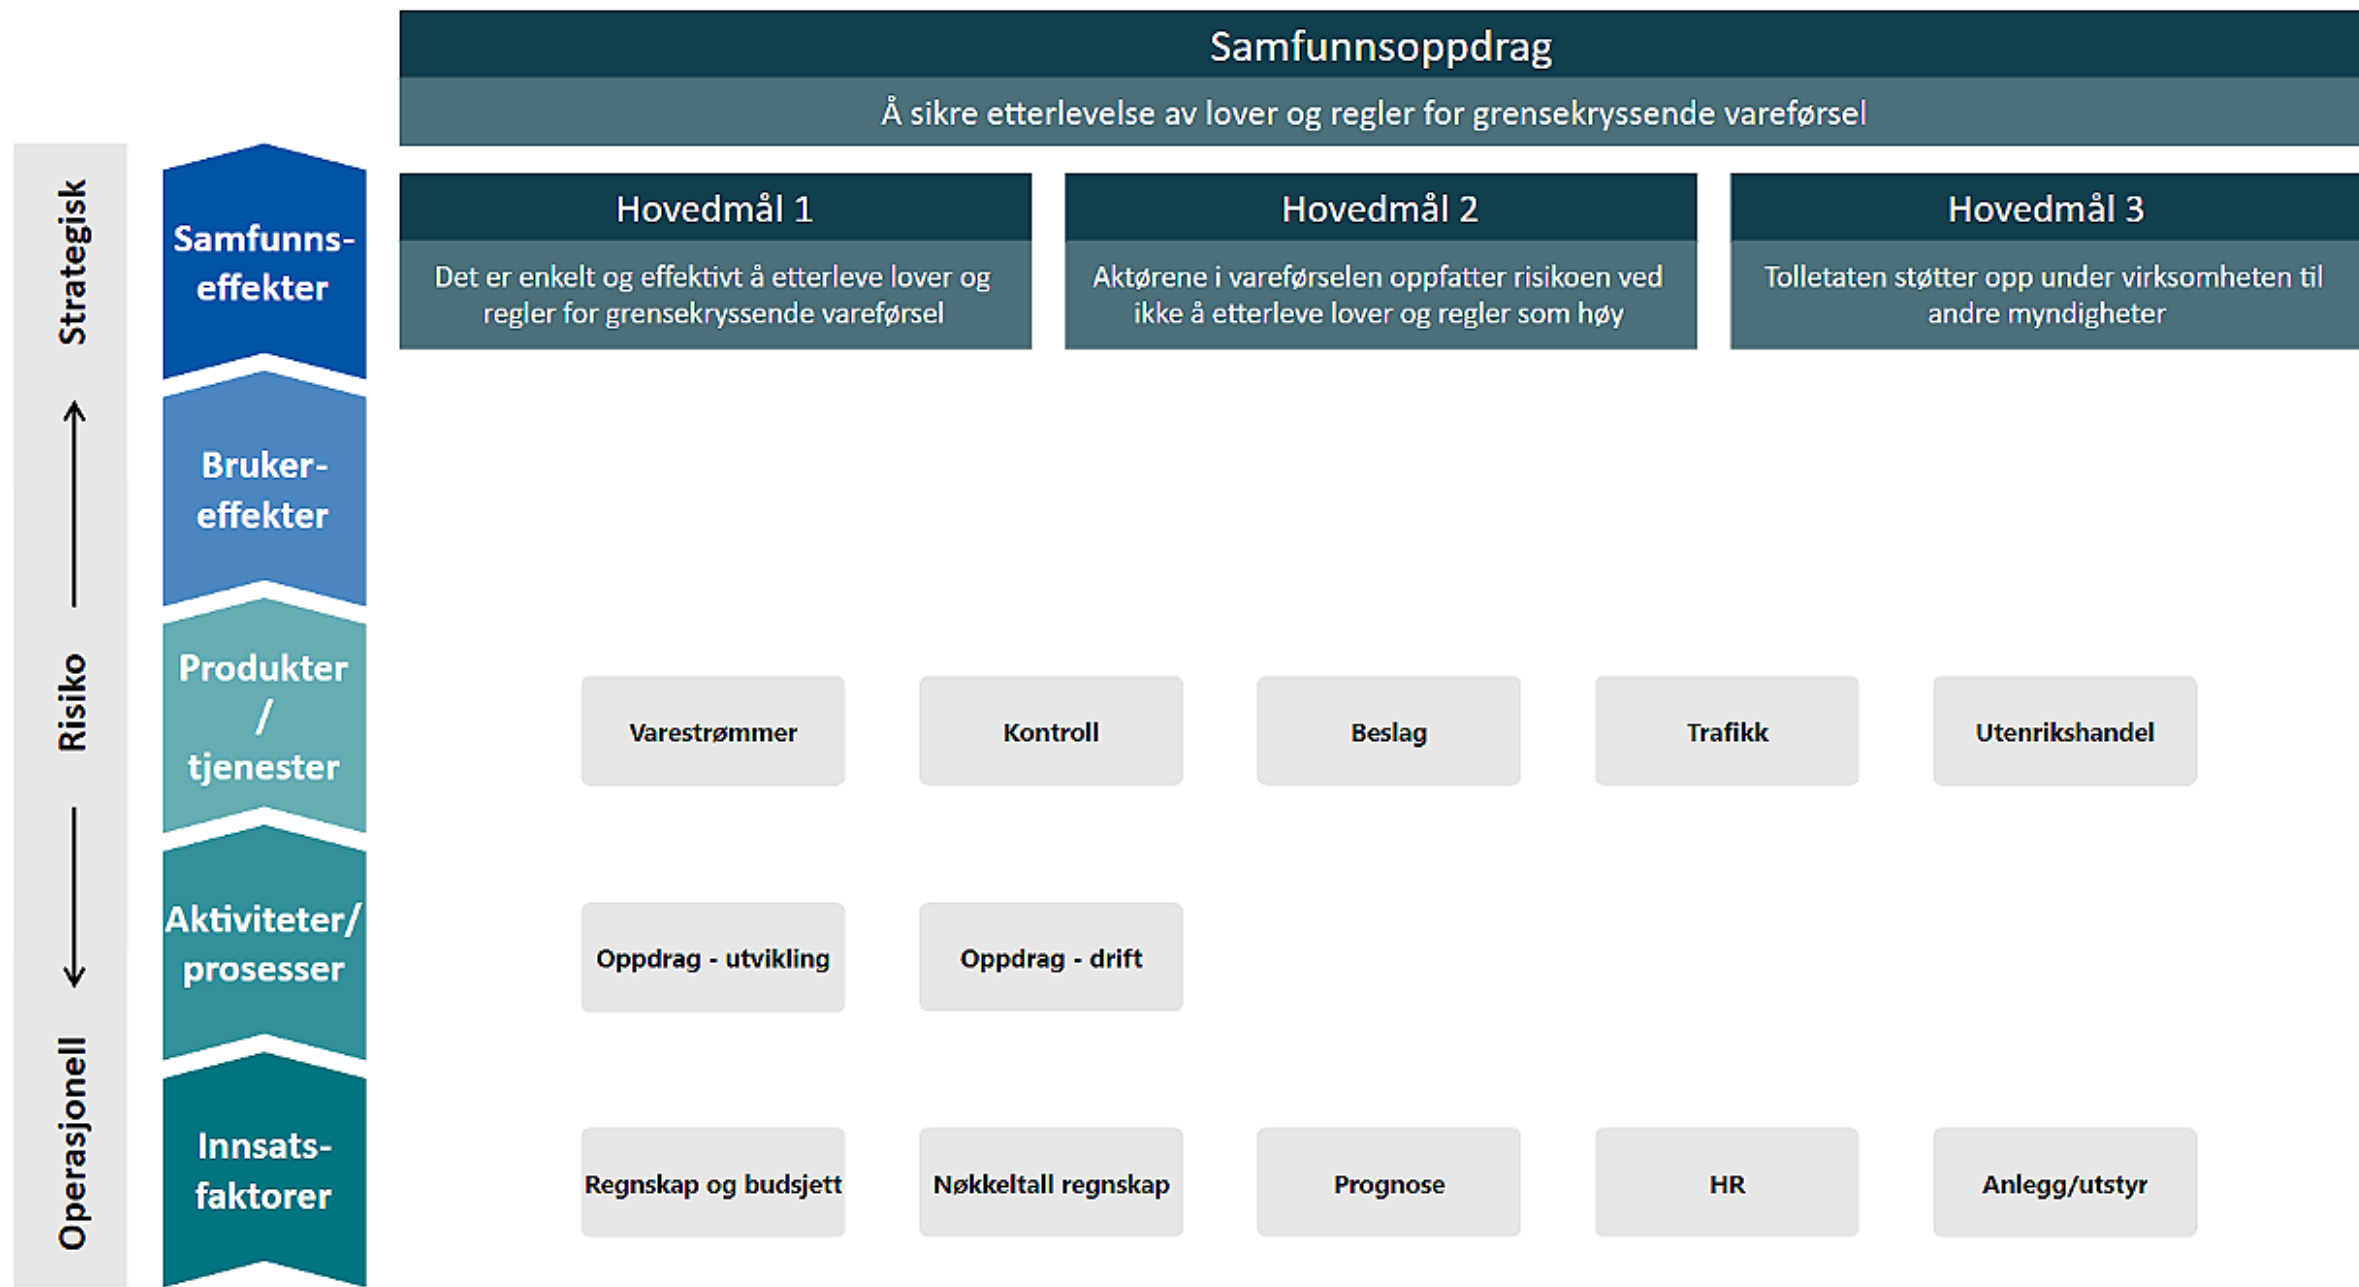 Samfunnsoppdrag
Å sikre etterlevelse av lover og regler for grensekryssende vareførsel
Strategisk
Risiko
Operasjonell
Samfunns-
effekter
Hovedmål 1
Det er enkelt og effektivt å etterleve lover og
regler for grensekryssende vareførsel
Hovedmål 2
Aktørene i vareførselen oppfatter risikoen ved
ikke å etterleve lover og regler som høy
Hovedmål 3
Tolletaten støtter opp under virksomheten til
andre myndigheter
Bruker-
effekter
Produkter
/
tjenester
Varestrømmer
Kontroll
Beslag
Trafikk
Utenrikshandel
Aktiviteter/
prosesser
Oppdrag - utvikling
Oppdrag - drift
Innsats-
faktorer
Regnskap og budsjett
Nøkkeltall regnskap
Prognose
HR
Anlegg/utstyr